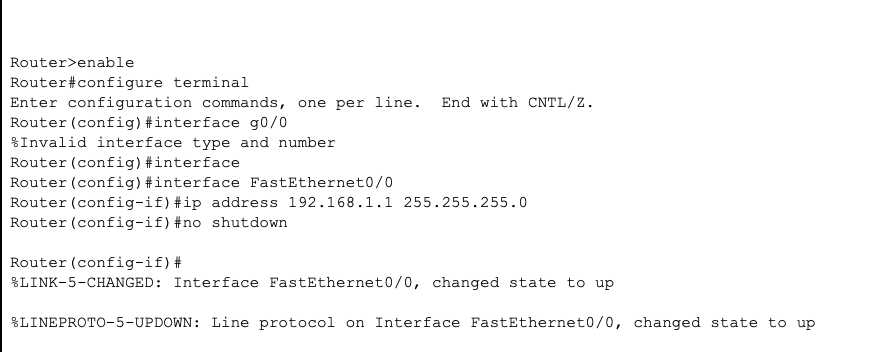 Router>enable
Router#configure terminal
Enter configuration commands, one per line.  End with CNTL/Z.
Router(config)#interface g0/0
%Invalid interface type and number
Router(config)#interface
Router(config)#interface FastEthernet0/0
Router(config-if)#ip address 192.168.1.1 255.255.255.0
Router(config-if)#no shutdown
Router(config-if)#
%LINK-5-CHANGED: Interface FastEthernet0/0, changed state to up
%LINEPROTO-5-UPDOWN: Line protocol on Interface FastEthernet0/0, changed state to up